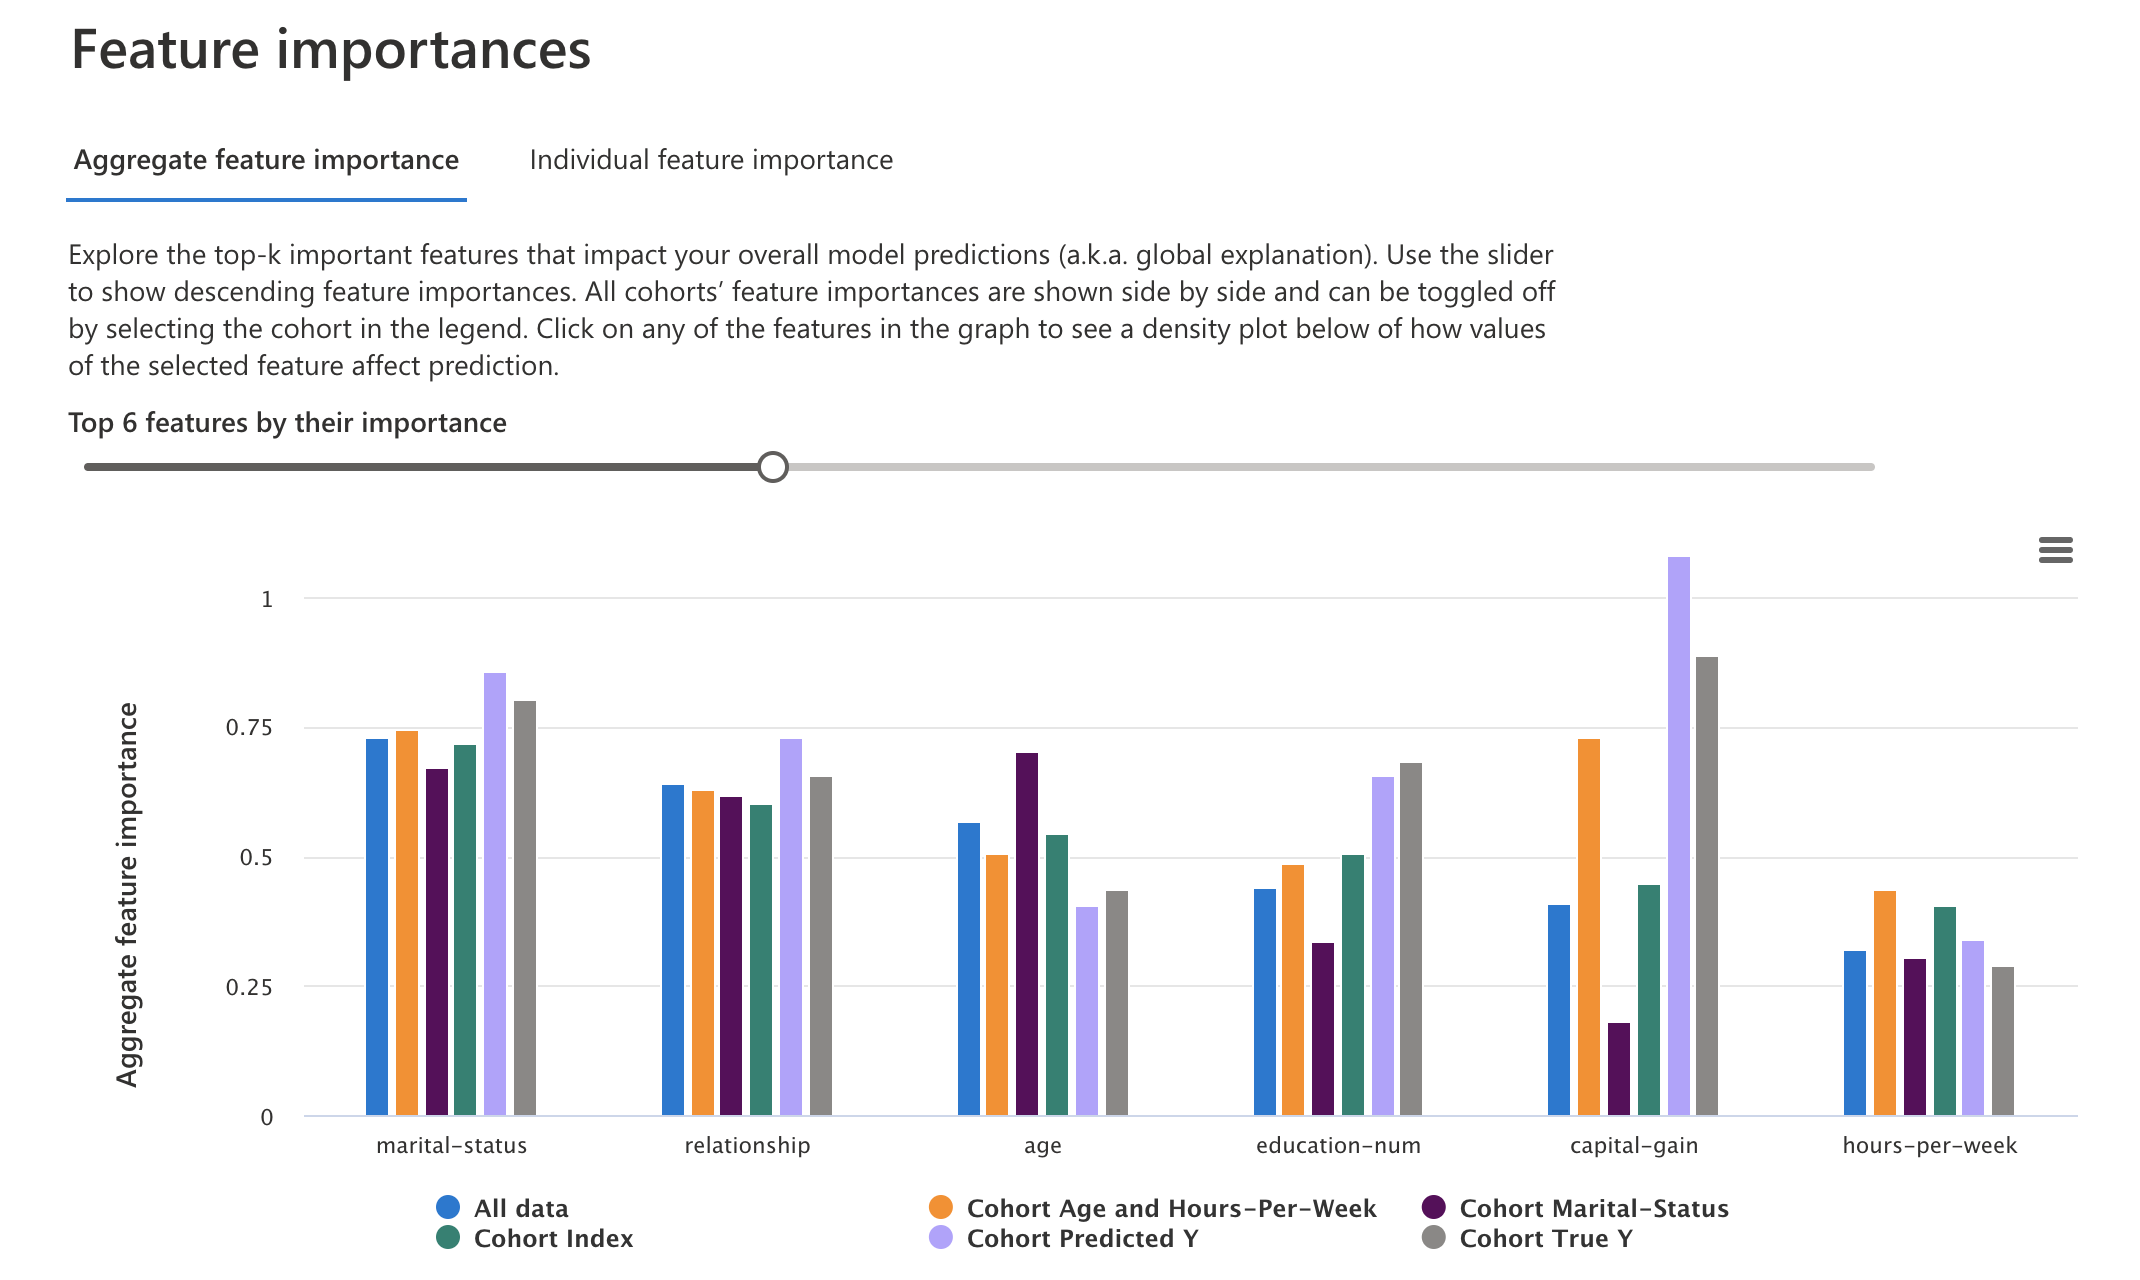 Feature importances
Aggregate feature importance
Individual feature importance
Explore the top-k important features that impact your overall model predictions (a.k.a. global explanation). Use the slider
to show descending feature importances. All cohorts’ feature importances are shown side by side and can be toggled off
by selecting the cohort in the legend. Click on any of the features in the graph to see a density plot below of how values
of the selected feature affect prediction.
Top 6 features by their importance
Aggregate feature importance
1
0.75
0.5
0.25
0
marital-status
relationship
age
education-num
capital-gain
hours-per-week
All data
Cohort Age and Hours-Per-Week
Cohort Marital-Status
Cohort Index
Cohort Predicted Y
Cohort True Y